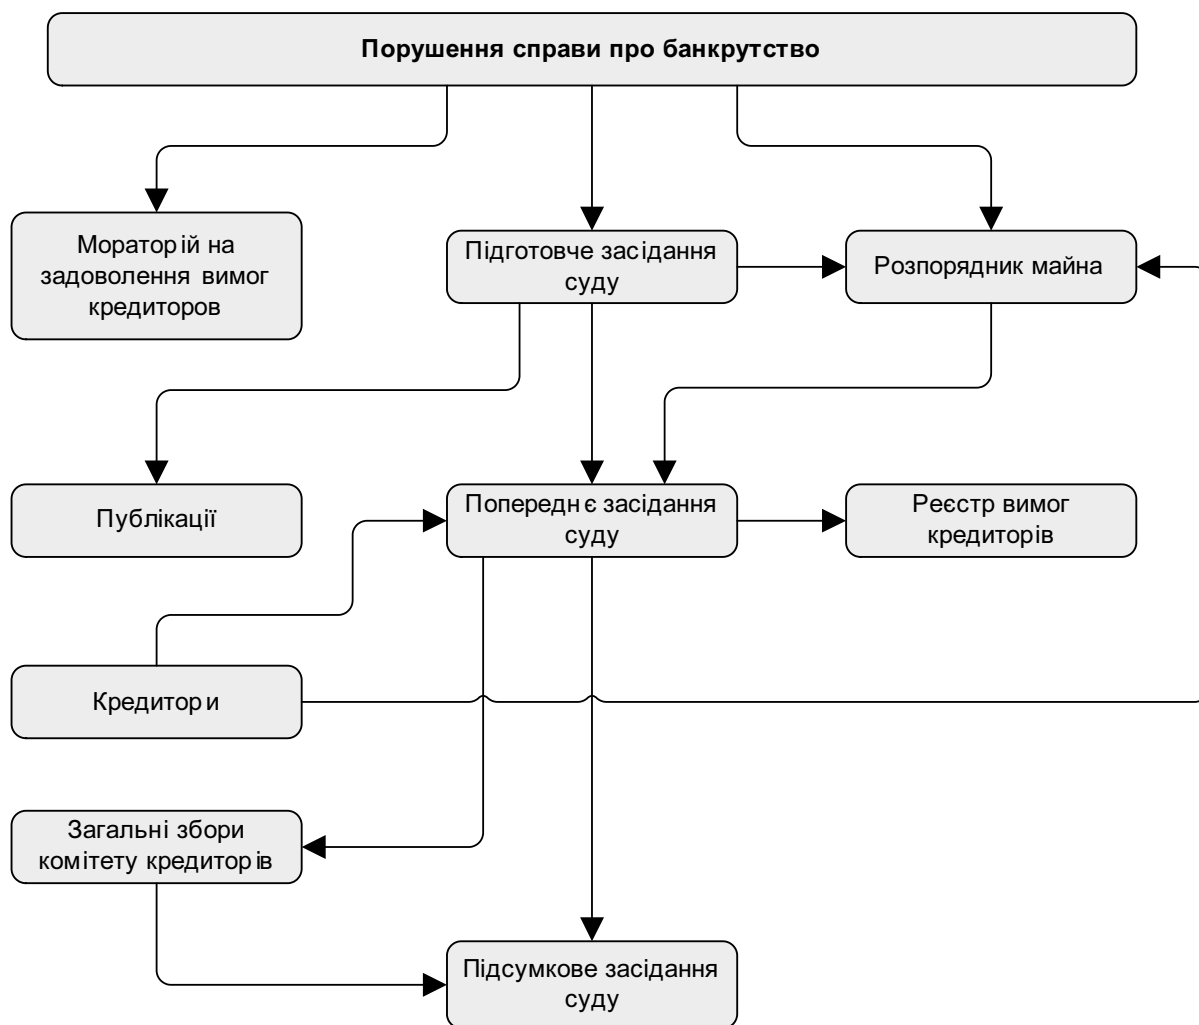 Порушення справи про банкрутство
Мораторій на
задоволення вимог
кредиторов
Підготовче засідання
суду
Розпорядник майна
Публікації
Попереднє засідання
суду
Реєстр вимог
кредиторів
Кредитори
Загальні збори
комітету кредиторів
Підсумкове засідання
суду